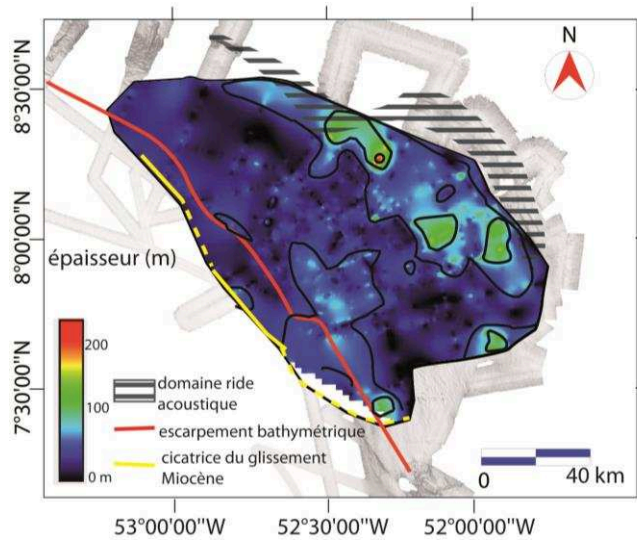 N
8°30'00"N
8°00'00"N
7°30'00"N
épaisseur (m)
200
100
0 m
domaine ride
acoustique
escarpement bathymétrique
cicatrice du glissement
Miocène
0 40 km
53°00'00''W 52°30'00''W 52°00'00''W